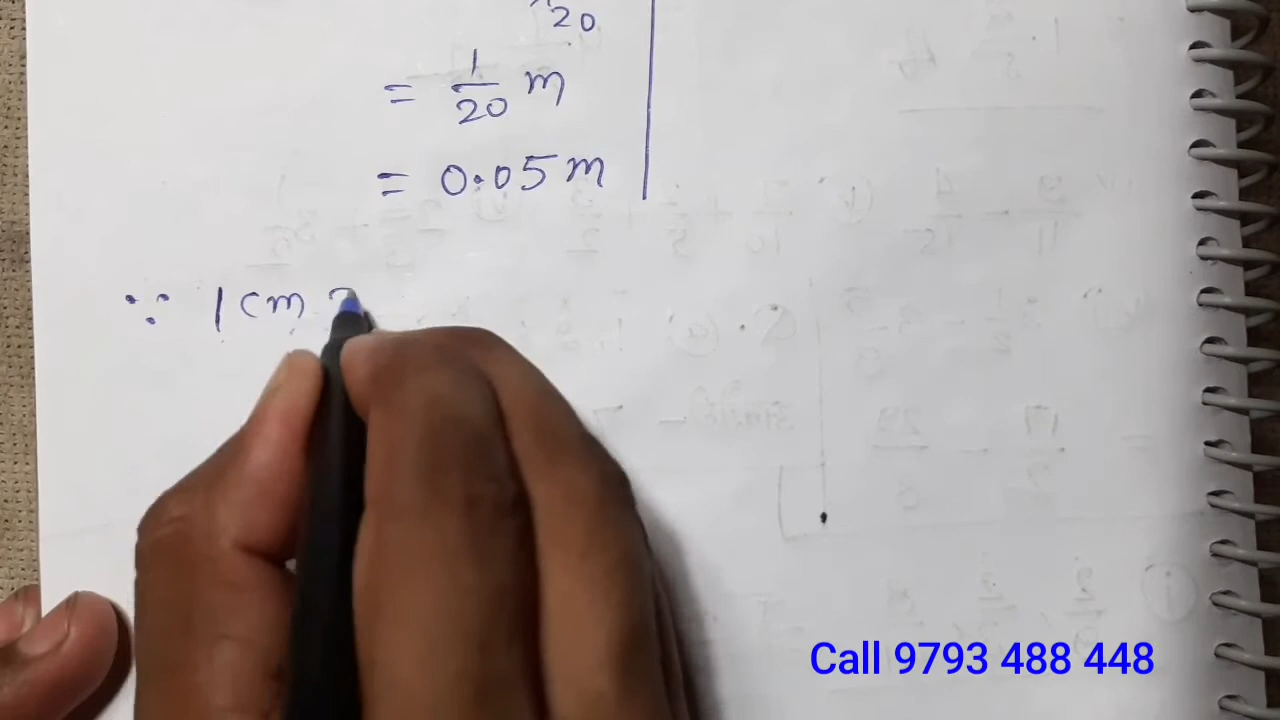 20
= 1/20 m
= 0.05 m
∵ 1 cm
Call 9793 488 448